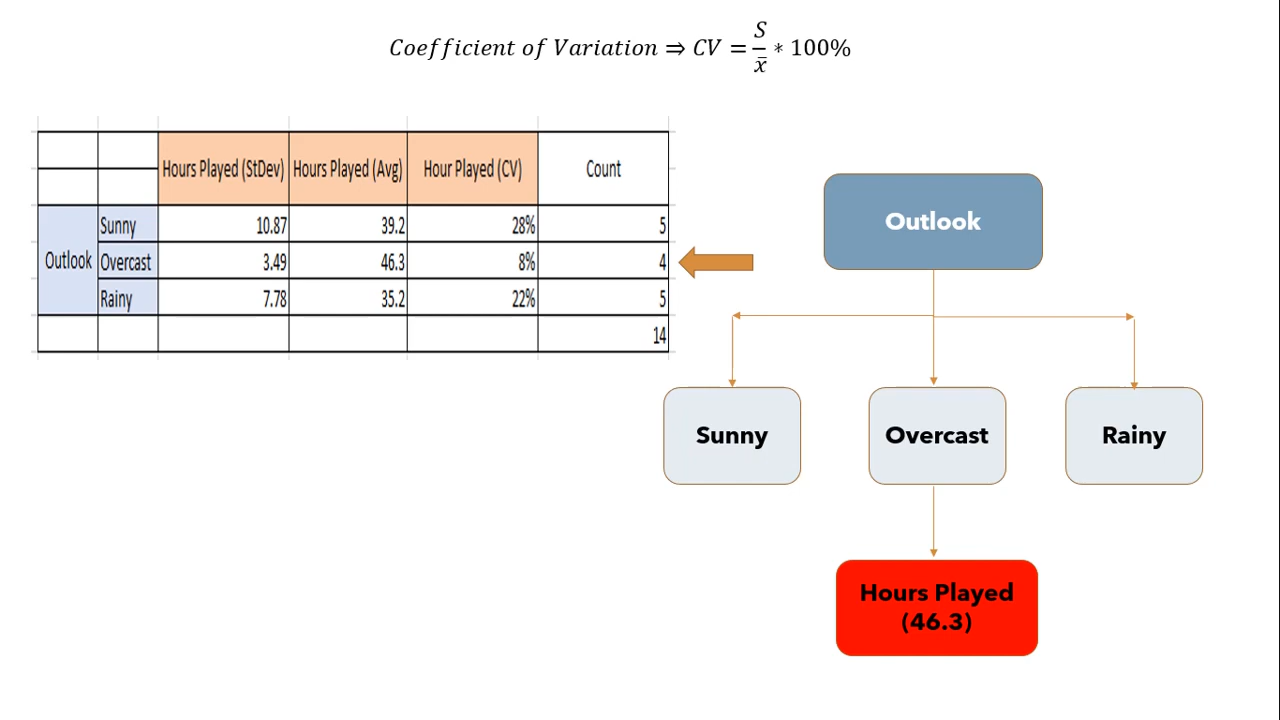 Coefficient of Variation ⇒ CV = S/x̄ * 100%
Hours Played (StDev) Hours Played (Avg) Hour Played (CV) Count
Outlook
Sunny 10.87 39.2 28% 5
Overcast 3.49 46.3 8% 4
Rainy 7.78 35.2 22% 5
14
Outlook
Sunny
Overcast
Rainy
Hours Played
(46.3)